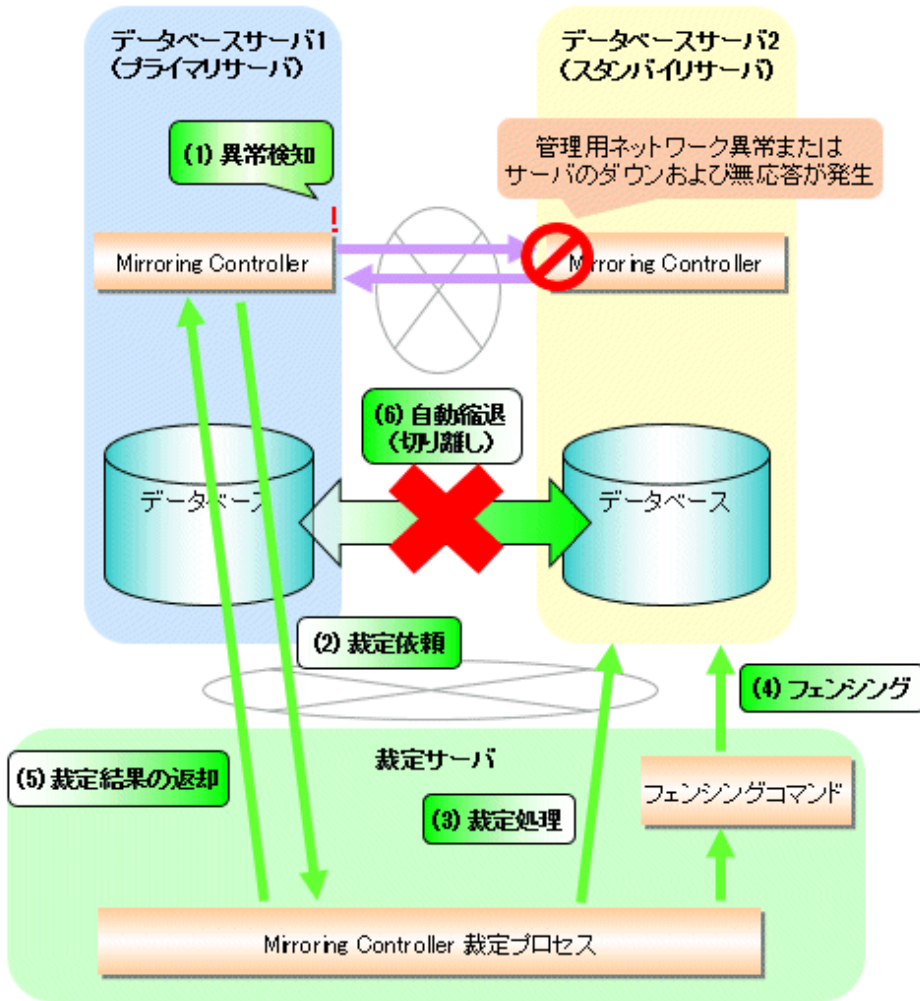 データベースサーバ1
(プライマリサーバ)
データベースサーバ2
(スタンバイリサーバ)
(1) 異常検知
管理用ネットワーク異常または
サーバのダウンおよび無応答が発生
!
Mirroring Controller
Mirroring Controller
(6) 自動縮退
(切り離し)
データベース
データベース
(2) 裁定依頼
(4) フェンシング
裁定サーバ
(5) 裁定結果の返却
フェンシングコマンド
(3) 裁定処理
Mirroring Controller 裁定プロセス